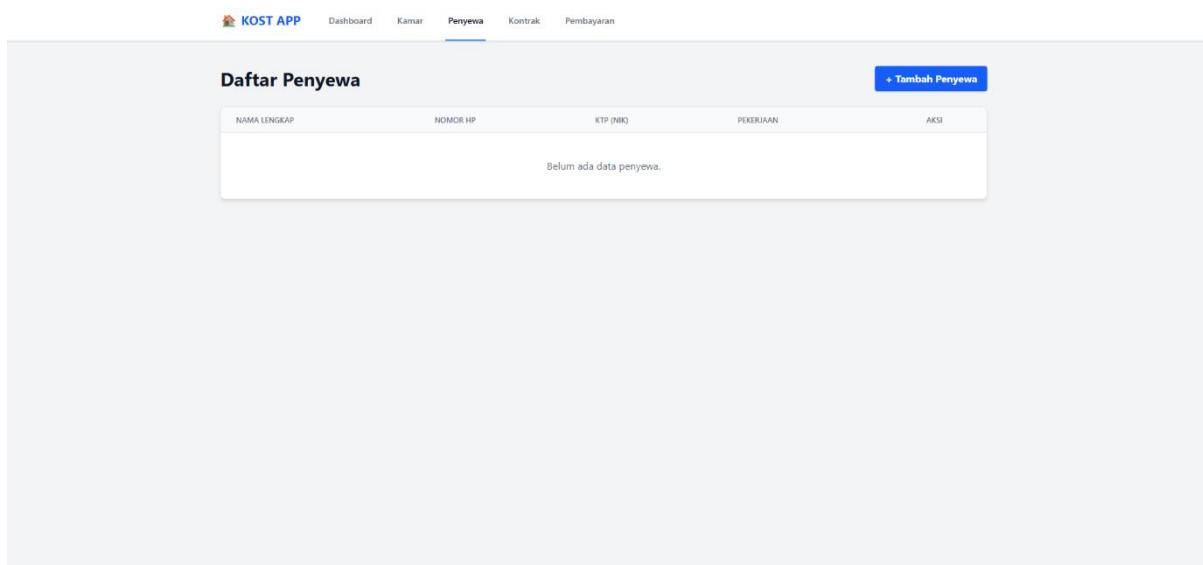 KOST APP Dashboard Kamar Penyewa Kontrak Pembayaran
Daftar Penyewa + Tambah Penyewa
NAMA LENGKAP NOMOR HP KTP (NIK) PEKERJAAN AKSI
Belum ada data penyewa.